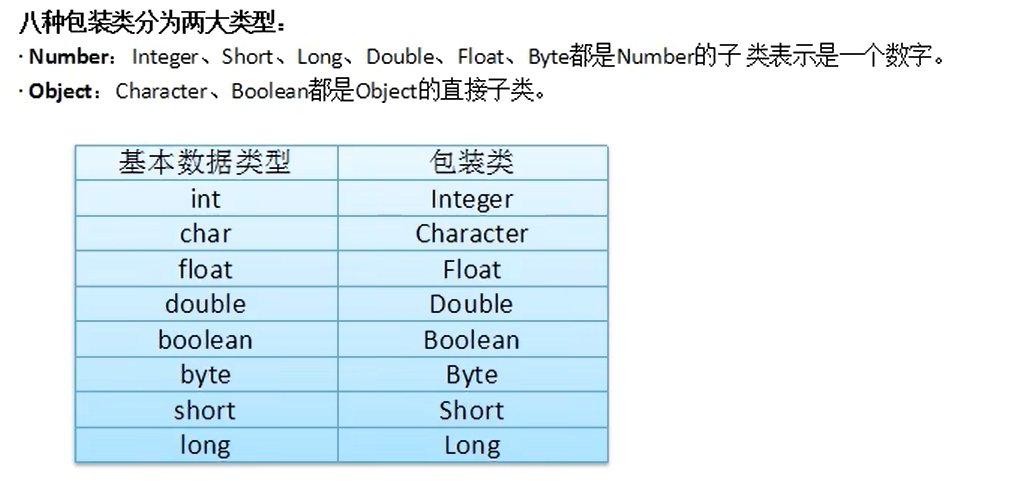 八种包装类分为两大类型：
· Number： Integer、Short、Long、Double、Float、Byte都是Number的子 类表示是一个数字。
· Object：Character、Boolean都是Object的直接子类。
基本数据类型 包装类
int Integer
char Character
float Float
double Double
boolean Boolean
byte Byte
short Short
long Long